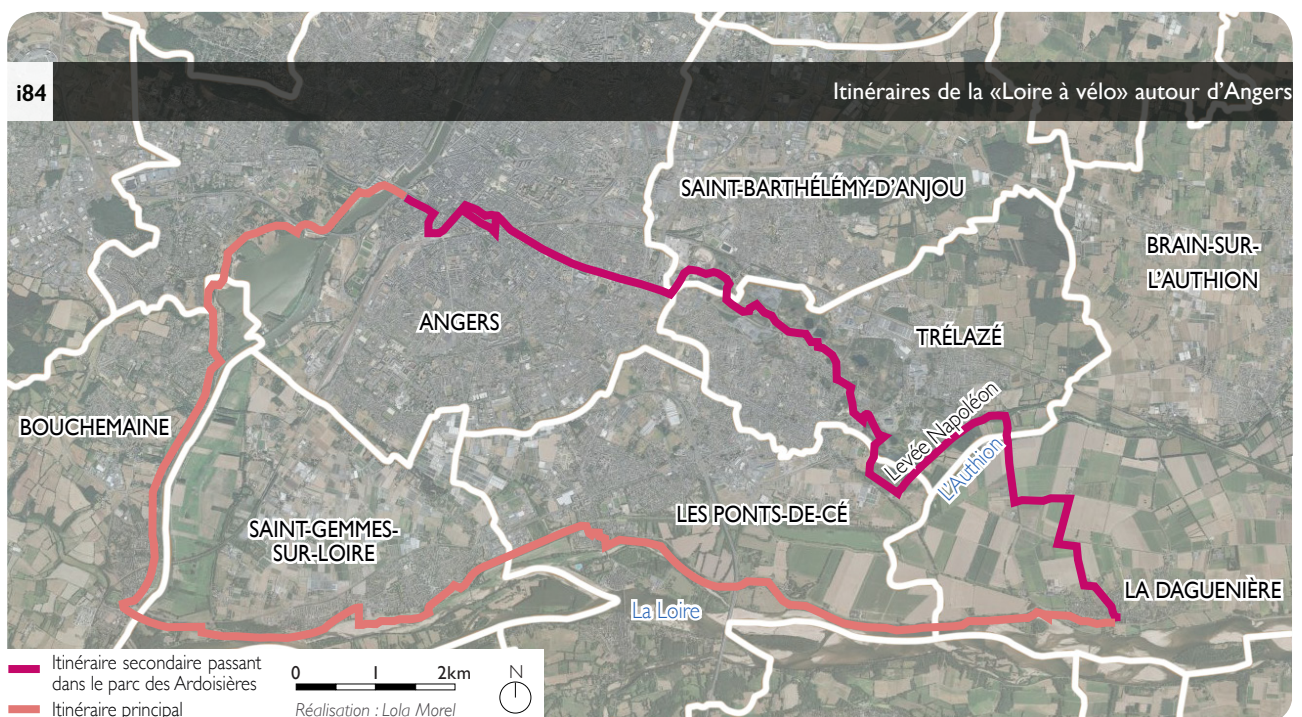 i84
Itinéraires de la «Loire à vélo» autour d'Angers
SAINT-BARTHÉLÉMY-D'ANJOU
BRAIN-SUR-
L'AUTHION
ANGERS
TRÉLAZÉ
BOUCHEMAINE
Levée Napoléon
L'Authion
SAINT-GEMMES-
SUR-LOIRE
LES PONTS-DE-CÉ
LA DAGUENIÈRE
La Loire
Itinéraire secondaire passant
dans le parc des Ardoisières
Itinéraire principal
0 1 2km
N
Réalisation : Lola Morel